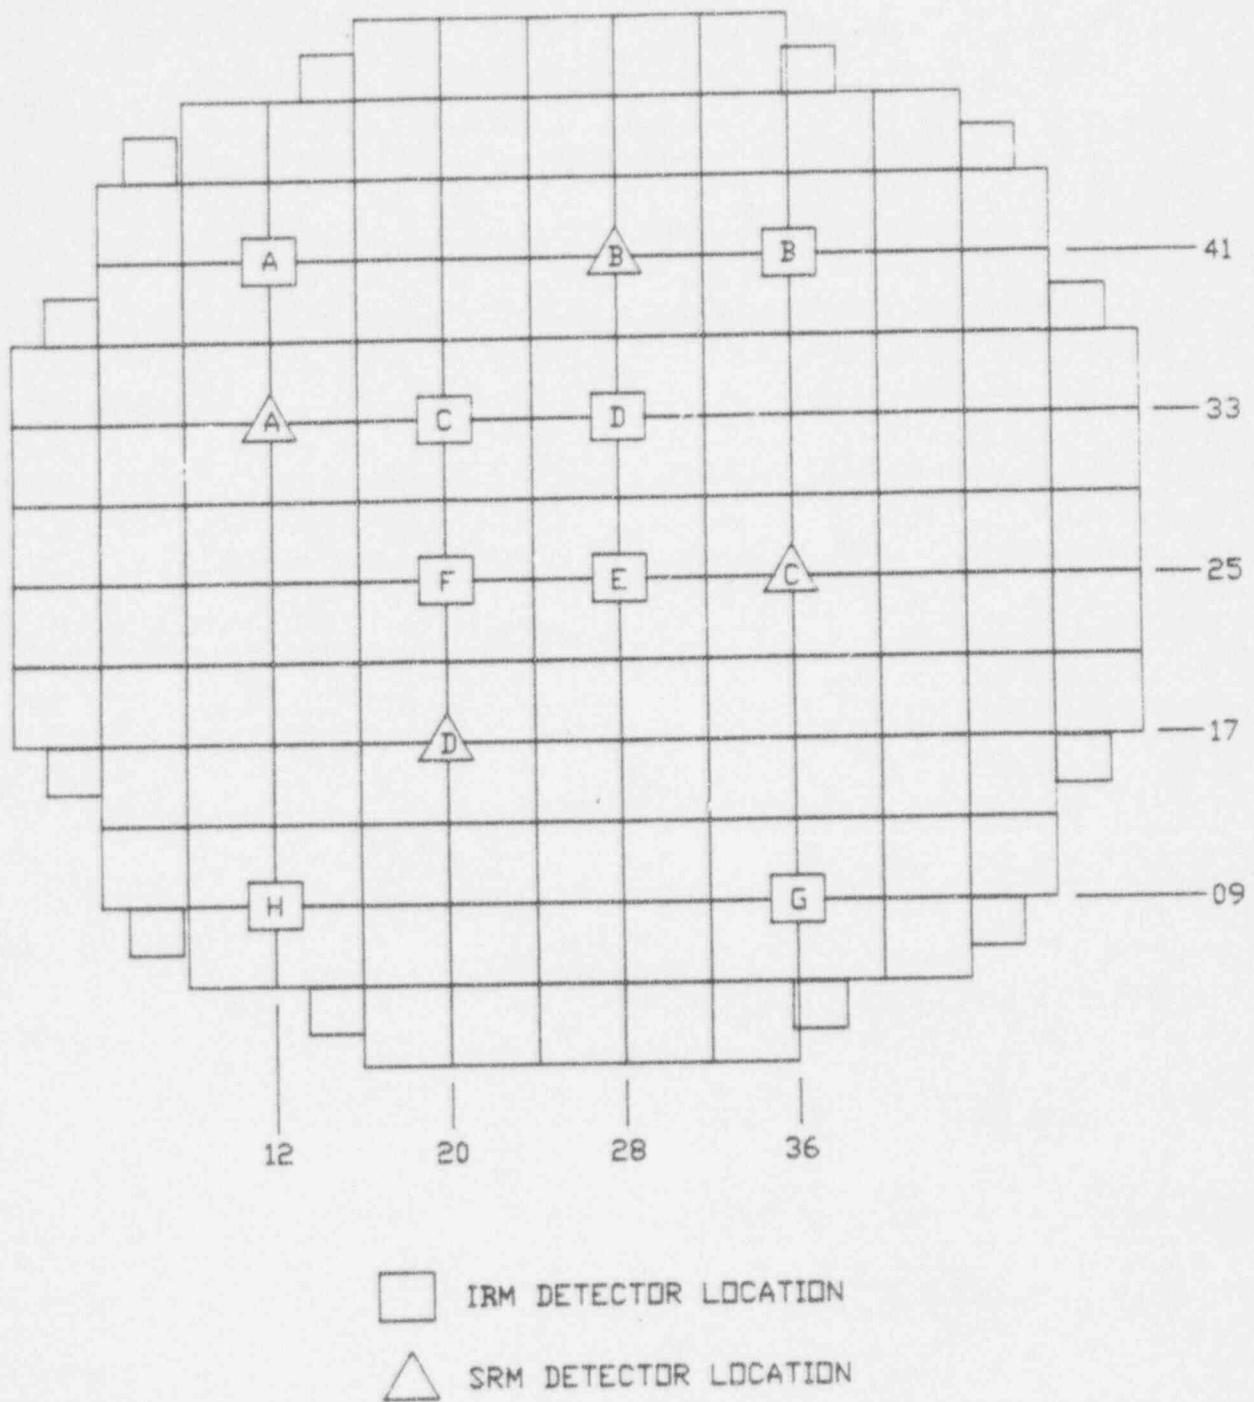 A B B 41
A C D 33
F E C 25
D 17
H G 09
12 20 28 36
IRM DETECTOR LOCATION
SRM DETECTOR LOCATION